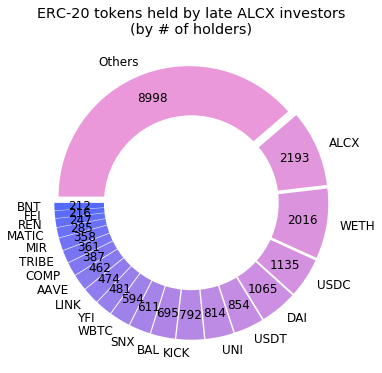 ERC-20 tokens held by late ALCX investors
(by # of holders)
Others
8998
ALCX
2193
WETH
2016
USDC
1135
DAI
1065
USDT
854
UNI
814
KICK
792
BAL
695
SNX
611
WBTC
594
YFI
481
LINK
474
AAVE
462
COMP
387
TRIBE
361
MIR
358
MATIC
285
REN
247
FEI
216
BNT
212